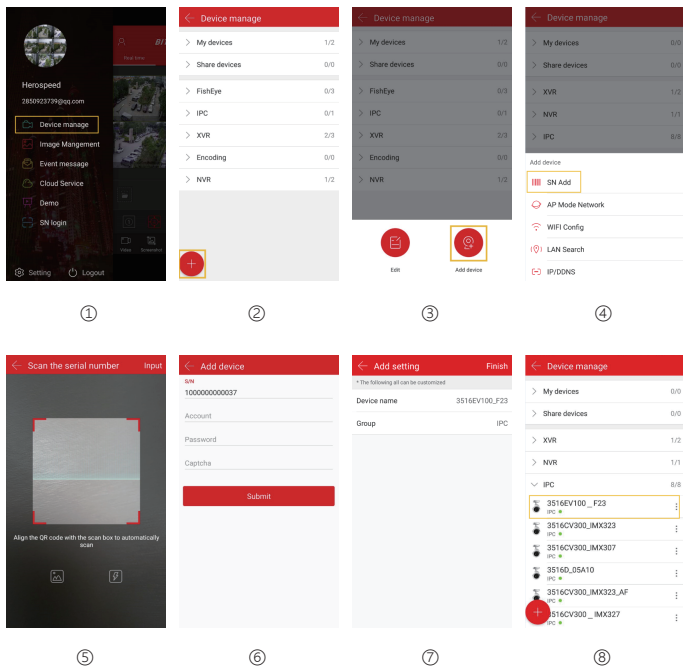 Herospeed
2850923739@qq.com
Device manage
Image Mangement
Event message
Cloud Service
Demo
SN login
Setting
Logout
BIT
Real time
Video
Screenshot
①
Device manage
My devices 1/2
Share devices 0/0
FishEye 0/3
IPC 0/1
XVR 2/3
Encoding 0/0
NVR 1/2
②
Device manage
My devices 1/2
Share devices 0/0
FishEye 0/3
IPC 0/1
XVR 2/3
Encoding 0/0
NVR 1/2
Edit
Add device
③
Device manage
My devices 0/0
Share devices 0/0
XVR 1/2
NVR 1/1
IPC 8/8
Add device
SN Add
AP Mode Network
WIFI Config
LAN Search
IP/DDNS
④
Scan the serial number Input
Align the QR code with the scan box to automatically
scan
⑤
Add device
S/N
1000000000037
Account
Password
Captcha
Submit
⑥
Add setting Finish
* The following all can be customized
Device name 3516EV100_F23
Group IPC
⑦
Device manage
My devices 0/0
Share devices 0/0
XVR 1/2
NVR 1/1
IPC 8/8
3516EV100 _ F23
IPC
3516CV300_IMX323
IPC
3516CV300_IMX307
IPC
3516D_05A10
IPC
3516CV300_IMX323_AF
IPC
3516CV300 _ IMX327
IPC
⑧